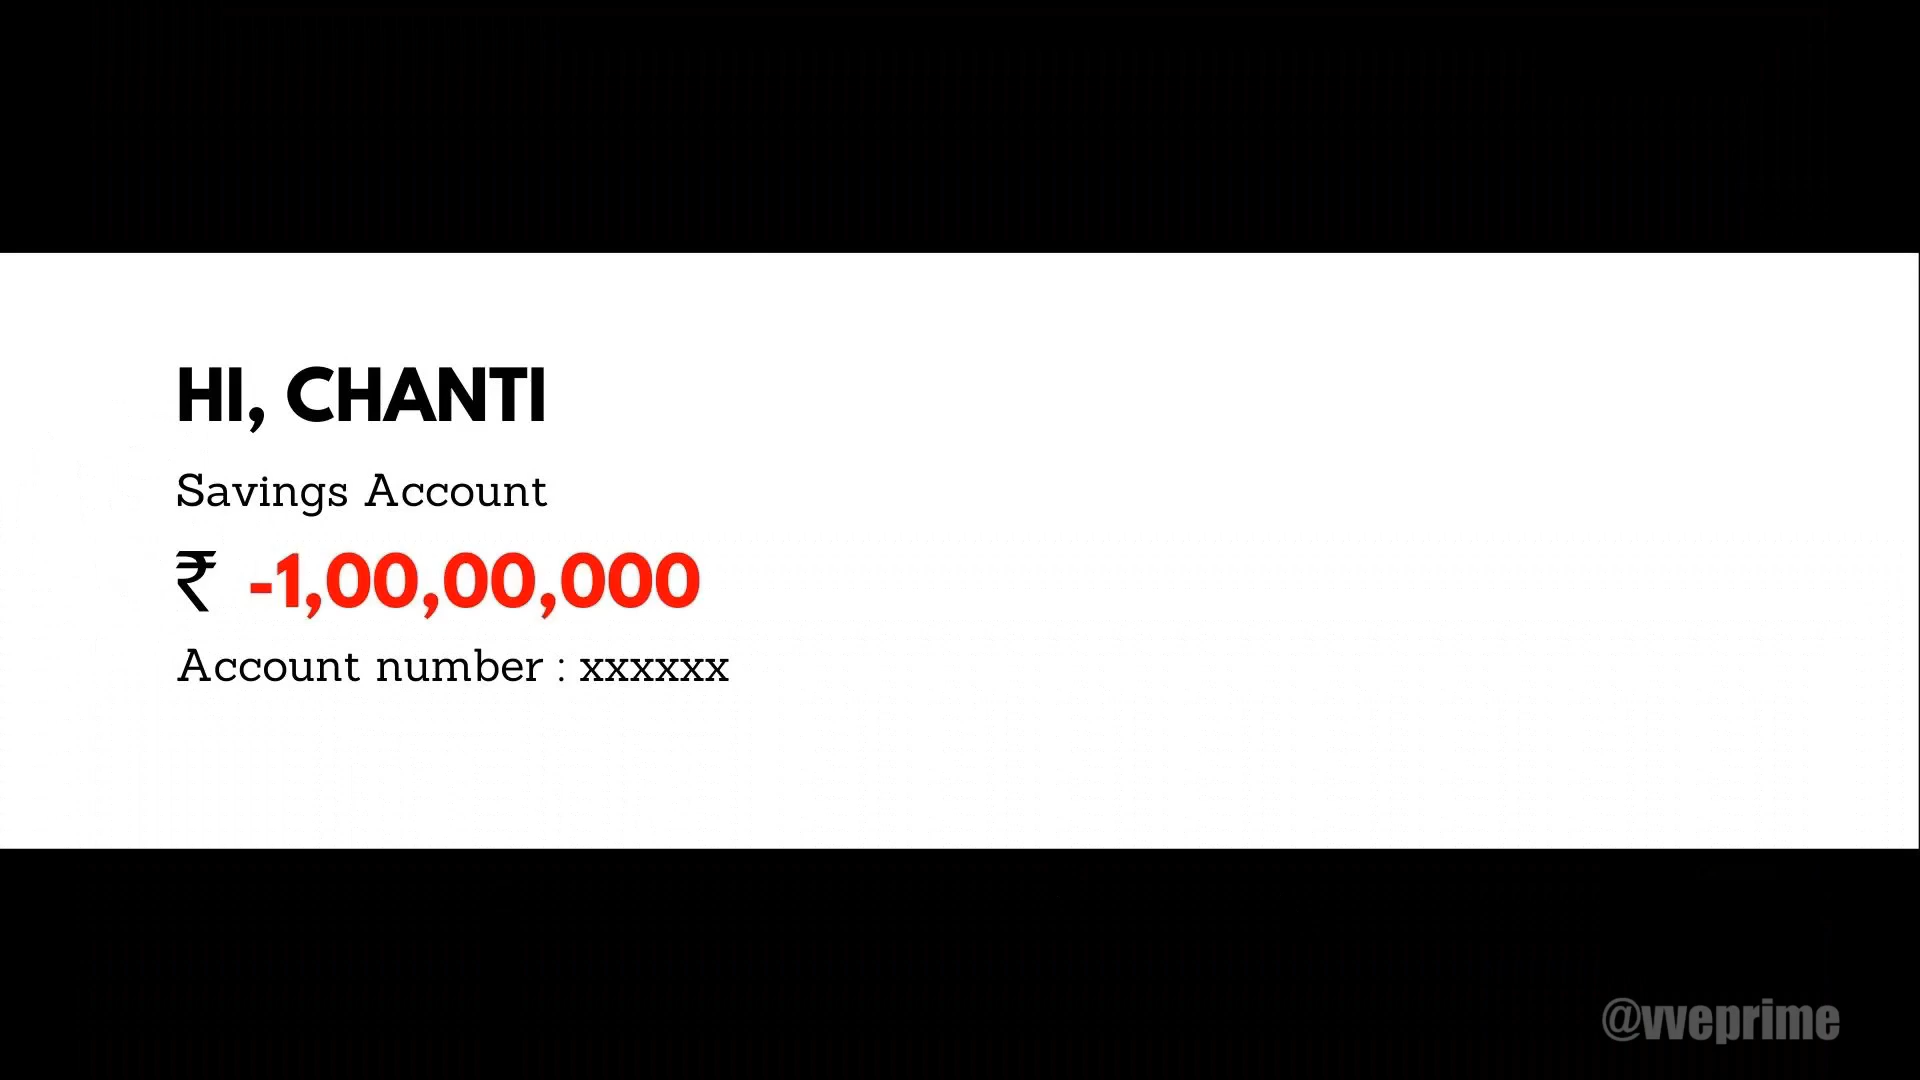 HI, CHANTI
Savings Account
₹ -1,00,00,000
Account number : xxxxxx
@vveprime